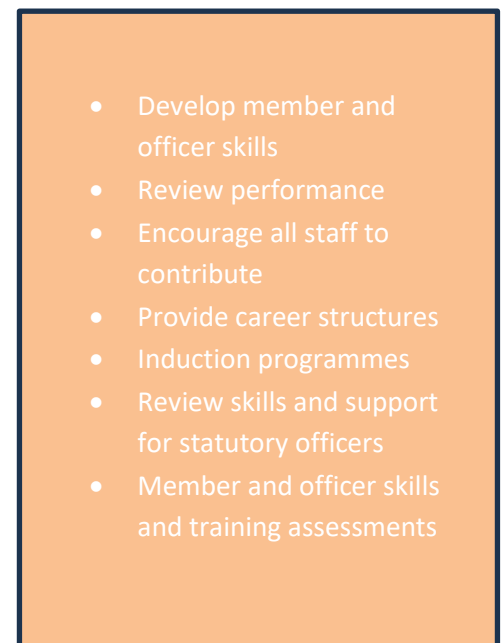 • Develop member and
officer skills
• Review performance
• Encourage all staff to
contribute
• Provide career structures
• Induction programmes
• Review skills and support
for statutory officers
• Member and officer skills
and training assessments